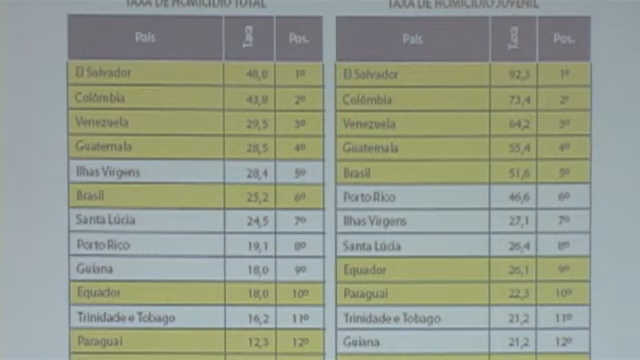 TAXA DE HOMICÍDIO TOTAL
País Taxa Pos.
El Salvador 48,8 1º
Colômbia 43,8 2º
Venezuela 29,5 3º
Guatemala 28,5 4º
Ilhas Virgens 28,4 5º
Brasil 25,2 6º
Santa Lúcia 24,5 7º
Porto Rico 19,1 8º
Guiana 18,0 9º
Equador 18,0 10º
Trinidade e Tobago 16,2 11º
Paraguai 12,3 12º
TAXA DE HOMICÍDIO JUVENIL
País Taxa Pos.
El Salvador 92,3 1º
Colômbia 73,4 2º
Venezuela 64,2 3º
Guatemala 55,4 4º
Brasil 51,6 5º
Porto Rico 46,6 6º
Ilhas Virgens 27,1 7º
Santa Lúcia 26,4 8º
Equador 26,1 9º
Paraguai 22,3 10º
Trinidade e Tobago 21,2 11º
Guiana 21,2 12º